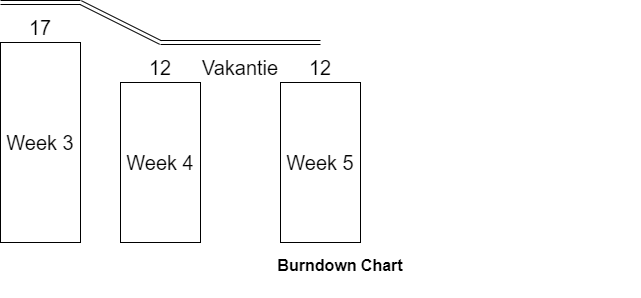 17
12 Vakantie 12
Week 3
Week 4 Week 5
Burndown Chart